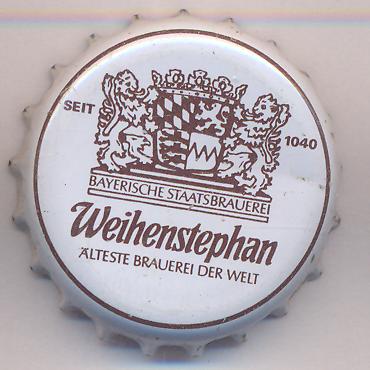 SEIT 1040
BAYERISCHE STAATSBRAUEREI
Weihenstephan
ÄLTESTE BRAUEREI DER WELT